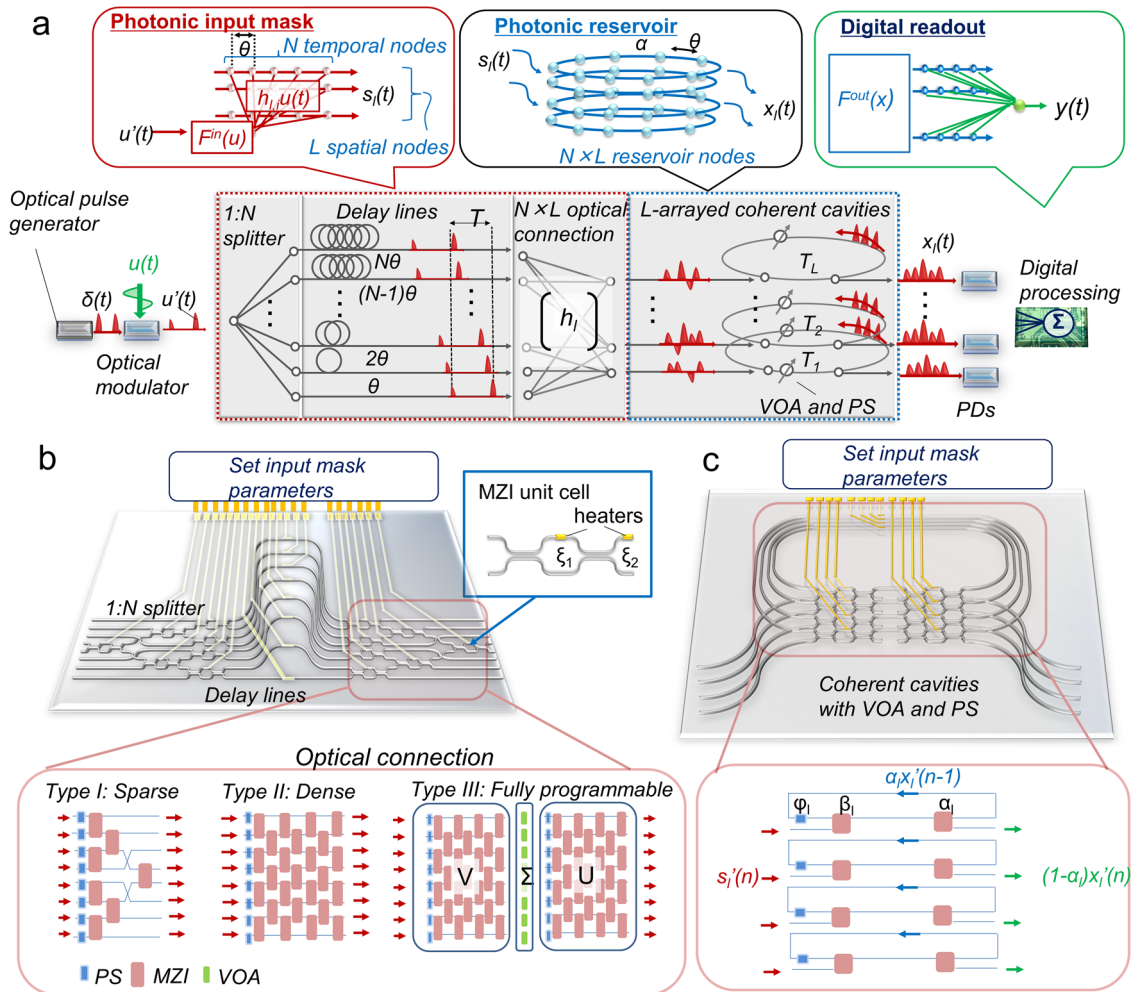 a
Photonic input mask
N temporal nodes
θ
s_l(t)
h_{l,i}u(t)
u'(t)
F^{in}(u)
L spatial nodes
Photonic reservoir
α
θ
s_l(t)
x_l(t)
N×L reservoir nodes
Digital readout
F^{out}(x)
y(t)
Optical pulse
generator
u(t)
δ(t)
u'(t)
Optical
modulator
1:N
splitter
Delay lines
T
Nθ
(N-1)θ
2θ
θ
N×L optical
connection
h_l
L-arrayed coherent cavities
T_L
T_2
T_1
VOA and PS
x_l(t)
PDs
Digital
processing
Σ
b
Set input mask
parameters
MZI unit cell
heaters
ξ_1
ξ_2
1:N splitter
Delay lines
Optical connection
Type I: Sparse
Type II: Dense
Type III: Fully programmable
V
Σ
U
PS
MZI
VOA
c
Set input mask
parameters
Coherent cavities
with VOA and PS
α_l x_l'(n-1)
φ_l
β_l
α_l
s_l'(n)
(1-α_l)x_l'(n)